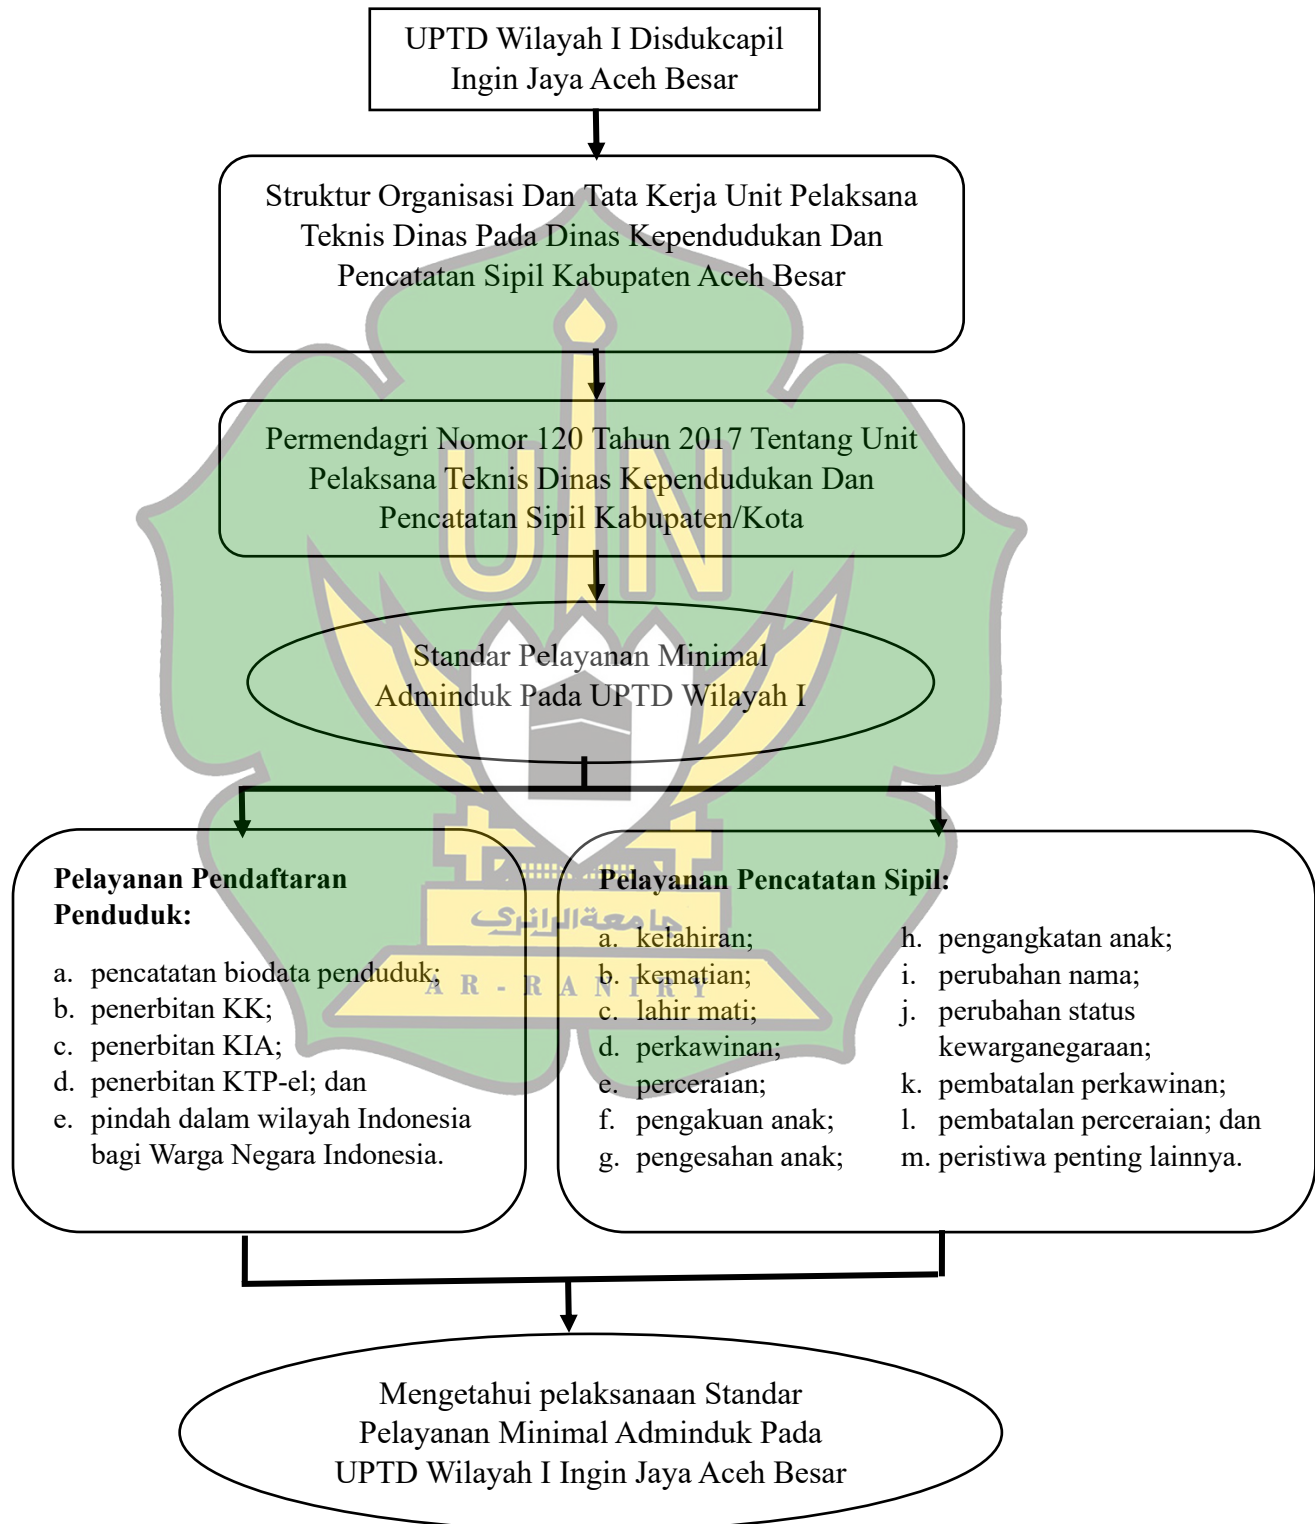 UPTD Wilayah I Disdukcapil
Ingin Jaya Aceh Besar
Struktur Organisasi Dan Tata Kerja Unit Pelaksana
Teknis Dinas Pada Dinas Kependudukan Dan
Pencatatan Sipil Kabupaten Aceh Besar
Permendagri Nomor 120 Tahun 2017 Tentang Unit
Pelaksana Teknis Dinas Kependudukan Dan
Pencatatan Sipil Kabupaten/Kota
UIN
Standar Pelayanan Minimal
Adminduk Pada UPTD Wilayah I
Pelayanan Pendaftaran
Penduduk:
a. pencatatan biodata penduduk;
b. penerbitan KK;
c. penerbitan KIA;
d. penerbitan KTP-el; dan
e. pindah dalam wilayah Indonesia
bagi Warga Negara Indonesia.
Pelayanan Pencatatan Sipil:
a. kelahiran;
b. kematian;
c. lahir mati;
d. perkawinan;
e. perceraian;
f. pengakuan anak;
g. pengesahan anak;
h. pengangkatan anak;
i. perubahan nama;
j. perubahan status
kewarganegaraan;
k. pembatalan perkawinan;
l. pembatalan perceraian; dan
m. peristiwa penting lainnya.
جامعة الرانري
AR-RANIRY
Mengetahui pelaksanaan Standar
Pelayanan Minimal Adminduk Pada
UPTD Wilayah I Ingin Jaya Aceh Besar